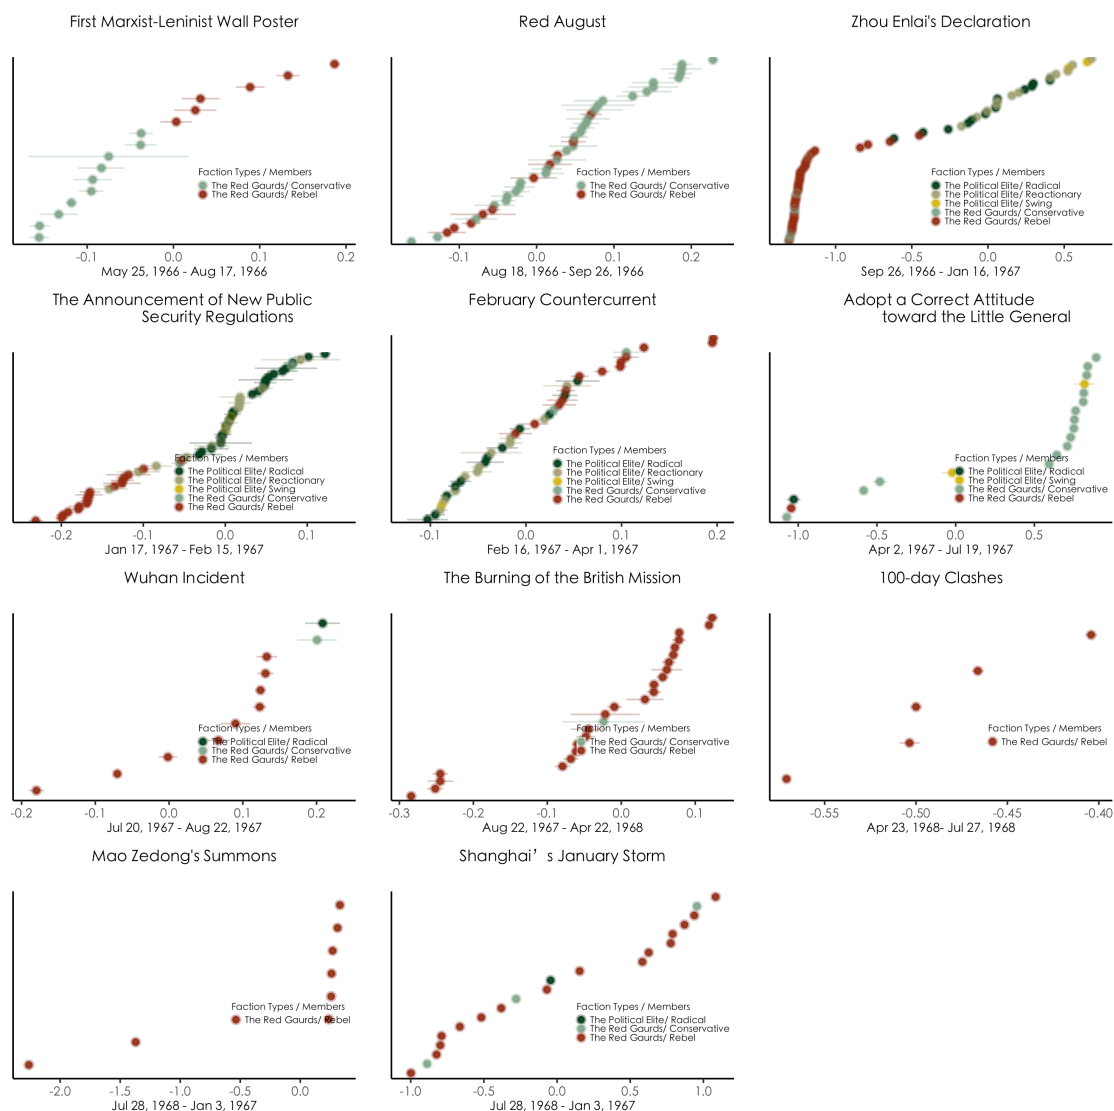 First Marxist-Leninist Wall Poster
Faction Types / Members
The Red Gaurds/ Conservative
The Red Gaurds/ Rebel
-0.1 0.0 0.1 0.2
May 25, 1966 - Aug 17, 1966
Red August
Faction Types / Members
The Red Gaurds/ Conservative
The Red Gaurds/ Rebel
-0.1 0.0 0.1 0.2
Aug 18, 1966 - Sep 26, 1966
Zhou Enlai's Declaration
Faction Types / Members
The Political Elite/ Radical
The Political Elite/ Reactionary
The Political Elite/ Swing
The Red Gaurds/ Conservative
The Red Gaurds/ Rebel
-1.0 -0.5 0.0 0.5
Sep 26, 1966 - Jan 16, 1967
The Announcement of New Public
Security Regulations
Faction Types / Members
The Political Elite/ Radical
The Political Elite/ Reactionary
The Political Elite/ Swing
The Red Gaurds/ Conservative
The Red Gaurds/ Rebel
-0.2 -0.1 0.0 0.1
Jan 17, 1967 - Feb 15, 1967
February Countercurrent
Faction Types / Members
The Political Elite/ Radical
The Political Elite/ Reactionary
The Political Elite/ Swing
The Red Gaurds/ Conservative
The Red Gaurds/ Rebel
-0.1 0.0 0.1 0.2
Feb 16, 1967 - Apr 1, 1967
Adopt a Correct Attitude
toward the Little General
Faction Types / Members
The Political Elite/ Radical
The Political Elite/ Swing
The Red Gaurds/ Conservative
The Red Gaurds/ Rebel
-1.0 -0.5 0.0 0.5
Apr 2, 1967 - Jul 19, 1967
Wuhan Incident
Faction Types / Members
The Political Elite/ Radical
The Red Gaurds/ Conservative
The Red Gaurds/ Rebel
-0.2 -0.1 0.0 0.1 0.2
Jul 20, 1967 - Aug 22, 1967
The Burning of the British Mission
Faction Types / Members
The Red Gaurds/ Conservative
The Red Gaurds/ Rebel
-0.3 -0.2 -0.1 0.0 0.1
Aug 22, 1967 - Apr 22, 1968
100-day Clashes
Faction Types / Members
The Red Gaurds/ Rebel
-0.55 -0.50 -0.45 -0.40
Apr 23, 1968- Jul 27, 1968
Mao Zedong's Summons
Faction Types / Members
The Red Gaurds/ Rebel
-2.0 -1.5 -1.0 -0.5 0.0
Jul 28, 1968 - Jan 3, 1967
Shanghai’s January Storm
Faction Types / Members
The Political Elite/ Radical
The Red Gaurds/ Conservative
The Red Gaurds/ Rebel
-1.0 -0.5 0.0 0.5 1.0
Jul 28, 1968 - Jan 3, 1967